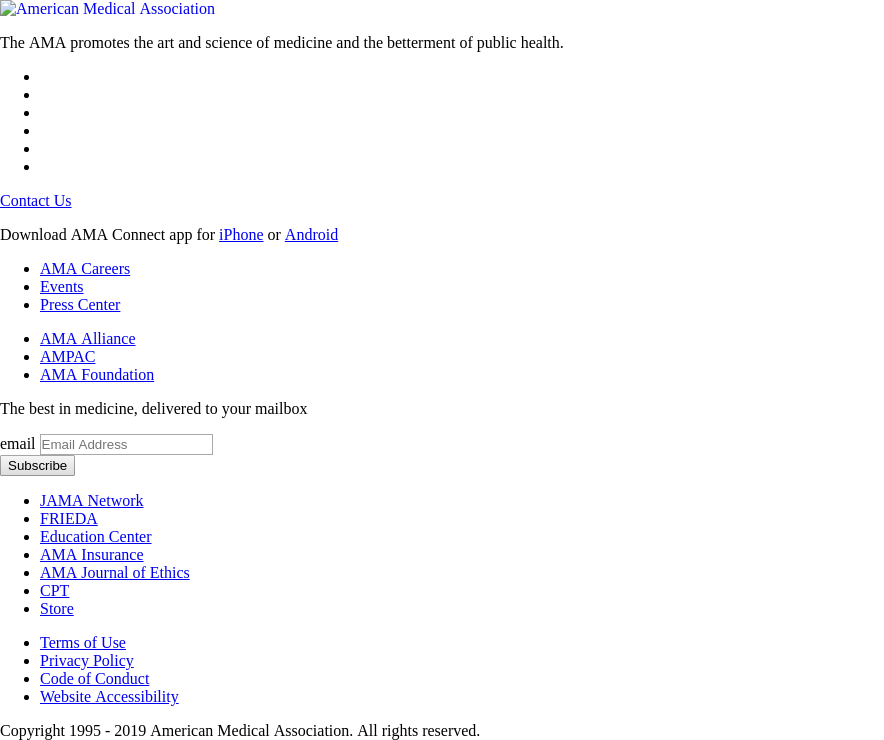 American Medical Association
The AMA promotes the art and science of medicine and the betterment of public health.
Contact Us
Download AMA Connect app for iPhone or Android
AMA Careers
Events
Press Center
AMA Alliance
AMPAC
AMA Foundation
The best in medicine, delivered to your mailbox
email Email Address
Subscribe
JAMA Network
FRIEDA
Education Center
AMA Insurance
AMA Journal of Ethics
CPT
Store
Terms of Use
Privacy Policy
Code of Conduct
Website Accessibility
Copyright 1995 - 2019 American Medical Association. All rights reserved.